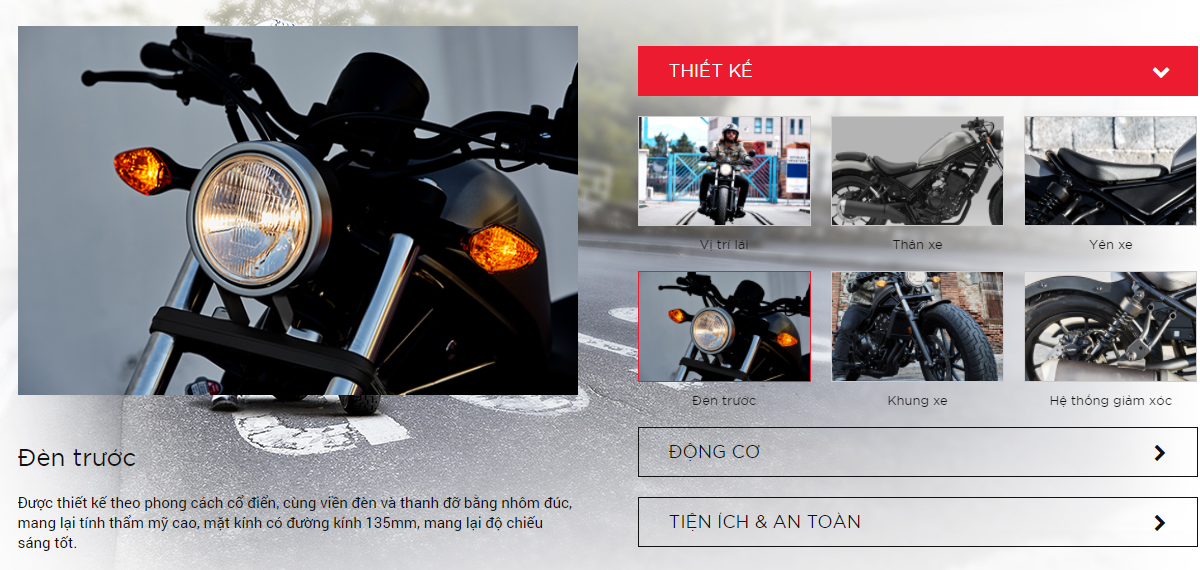 THIẾT KẾ
Vị trí lái
Thân xe
Yên xe
Đèn trước
Khung xe
Hệ thống giảm xóc
ĐỘNG CƠ
TIỆN ÍCH & AN TOÀN
Đèn trước
Được thiết kế theo phong cách cổ điển, cùng viền đèn và thanh đỡ bằng nhôm đúc,
mang lại tính thẩm mỹ cao, mặt kính có đường kính 135mm, mang lại độ chiếu
sáng tốt.